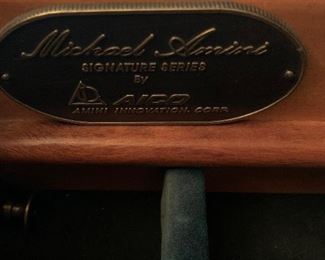 Michael Amini
SIGNATURE SERIES
By
AICO
AMINI INNOVATION CORP.